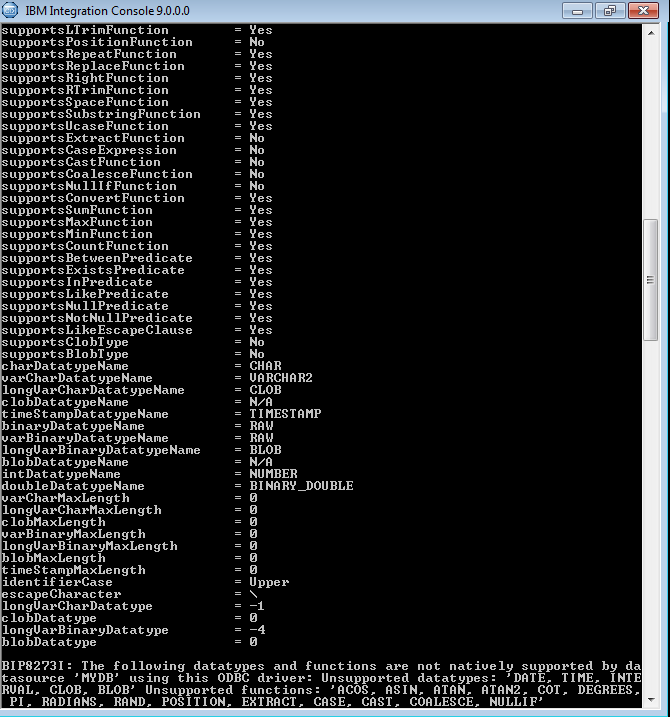 IBM Integration Console 9.0.0.0
supportsLTrimFunction = Yes
supportsPositionFunction = No
supportsRepeatFunction = Yes
supportsReplaceFunction = Yes
supportsRightFunction = Yes
supportsRTrimFunction = Yes
supportsSpaceFunction = Yes
supportsSubstringFunction = Yes
supportsUcaseFunction = Yes
supportsExtractFunction = No
supportsCaseExpression = No
supportsCastFunction = No
supportsCoalesceFunction = No
supportsNullIfFunction = No
supportsConvertFunction = Yes
supportsSumFunction = Yes
supportsMaxFunction = Yes
supportsMinFunction = Yes
supportsCountFunction = Yes
supportsBetweenPredicate = Yes
supportsExistsPredicate = Yes
supportsInPredicate = Yes
supportsLikePredicate = Yes
supportsNullPredicate = Yes
supportsNotNullPredicate = Yes
supportsLikeEscapeClause = Yes
supportsClobType = No
supportsBlobType = No
charDatatypeName = CHAR
varCharDatatypeName = VARCHAR2
longVarCharDatatypeName = CLOB
clobDatatypeName = N/A
timeStampDatatypeName = TIMESTAMP
binaryDatatypeName = RAW
varBinaryDatatypeName = RAW
longVarBinaryDatatypeName = BLOB
blobDatatypeName = N/A
intDatatypeName = NUMBER
doubleDatatypeName = BINARY_DOUBLE
varCharMaxLength = 0
longVarCharMaxLength = 0
clobMaxLength = 0
varBinaryMaxLength = 0
longVarBinaryMaxLength = 0
blobMaxLength = 0
timeStampMaxLength = 0
identifierCase = Upper
escapeCharacter = \
longVarCharDatatype = -1
clobDatatype = 0
longVarBinaryDatatype = -4
blobDatatype = 0
BIP8273I: The following datatypes and functions are not natively supported by da
tasource 'MYDB' using this ODBC driver: Unsupported datatypes: 'DATE, TIME, INTE
RVAL, CLOB, BLOB' Unsupported functions: 'ACOS, ASIN, ATAN, ATAN2, COT, DEGREES,
PI, RADIANS, RAND, POSITION, EXTRACT, CASE, CAST, COALESCE, NULLIF'